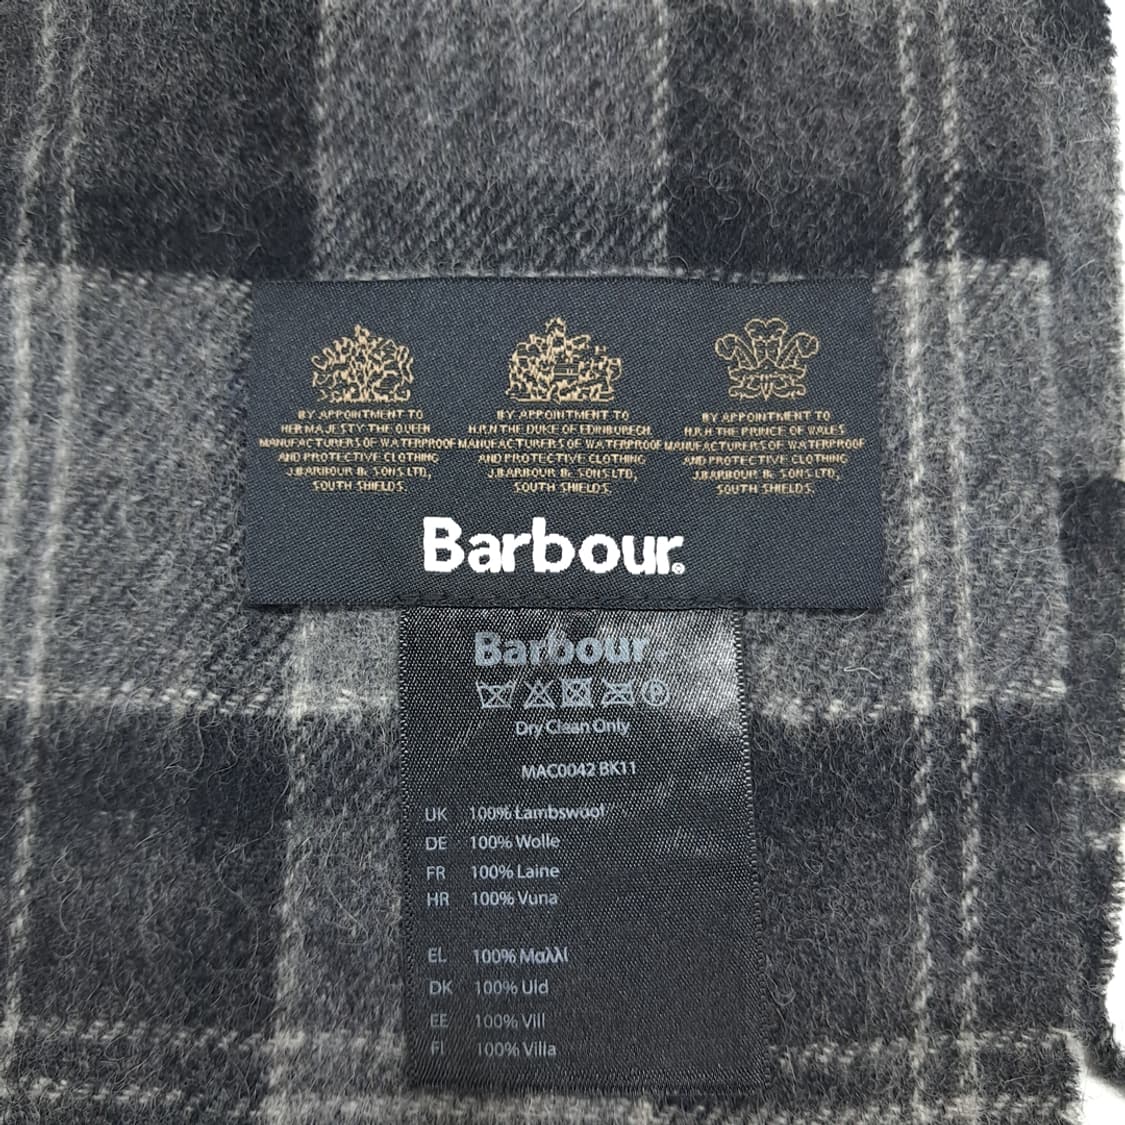 BY APPOINTMENT TO
HER MAJESTY THE QUEEN
MANUFACTURERS OF WATERPROOF
AND PROTECTIVE CLOTHING
J.BARBOUR & SONS LTD,
SOUTH SHIELDS.
BY APPOINTMENT TO
H.R.H THE DUKE OF EDINBURGH
MANUFACTURERS OF WATERPROOF
AND PROTECTIVE CLOTHING
J.BARBOUR & SONS LTD,
SOUTH SHIELDS.
BY APPOINTMENT TO
H.R.H THE PRINCE OF WALES
MANUFACTURERS OF WATERPROOF
AND PROTECTIVE CLOTHING
J.BARBOUR & SONS LTD,
SOUTH SHIELDS.
Barbour®
Barbour
P
Dry Clean Only
MAC0042 BK11
UK 100% Lambswool
DE 100% Wolle
FR 100% Laine
HR 100% Vuna
EL 100% Μαλλί
DK 100% Uld
EE 100% Vill
FI 100% Villa